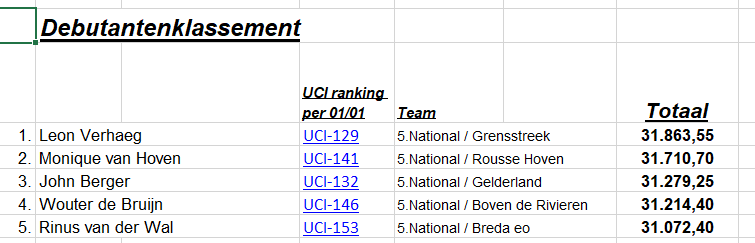 Debutantenklassement
UCI ranking
per 01/01 Team Totaal
1. Leon Verhaeg UCI-129 5.National / Grensstreek 31.863,55
2. Monique van Hoven UCI-141 5.National / Rousse Hoven 31.710,70
3. John Berger UCI-132 5.National / Gelderland 31.279,25
4. Wouter de Bruijn UCI-146 5.National / Boven de Rivieren 31.214,40
5. Rinus van der Wal UCI-153 5.National / Breda eo 31.072,40